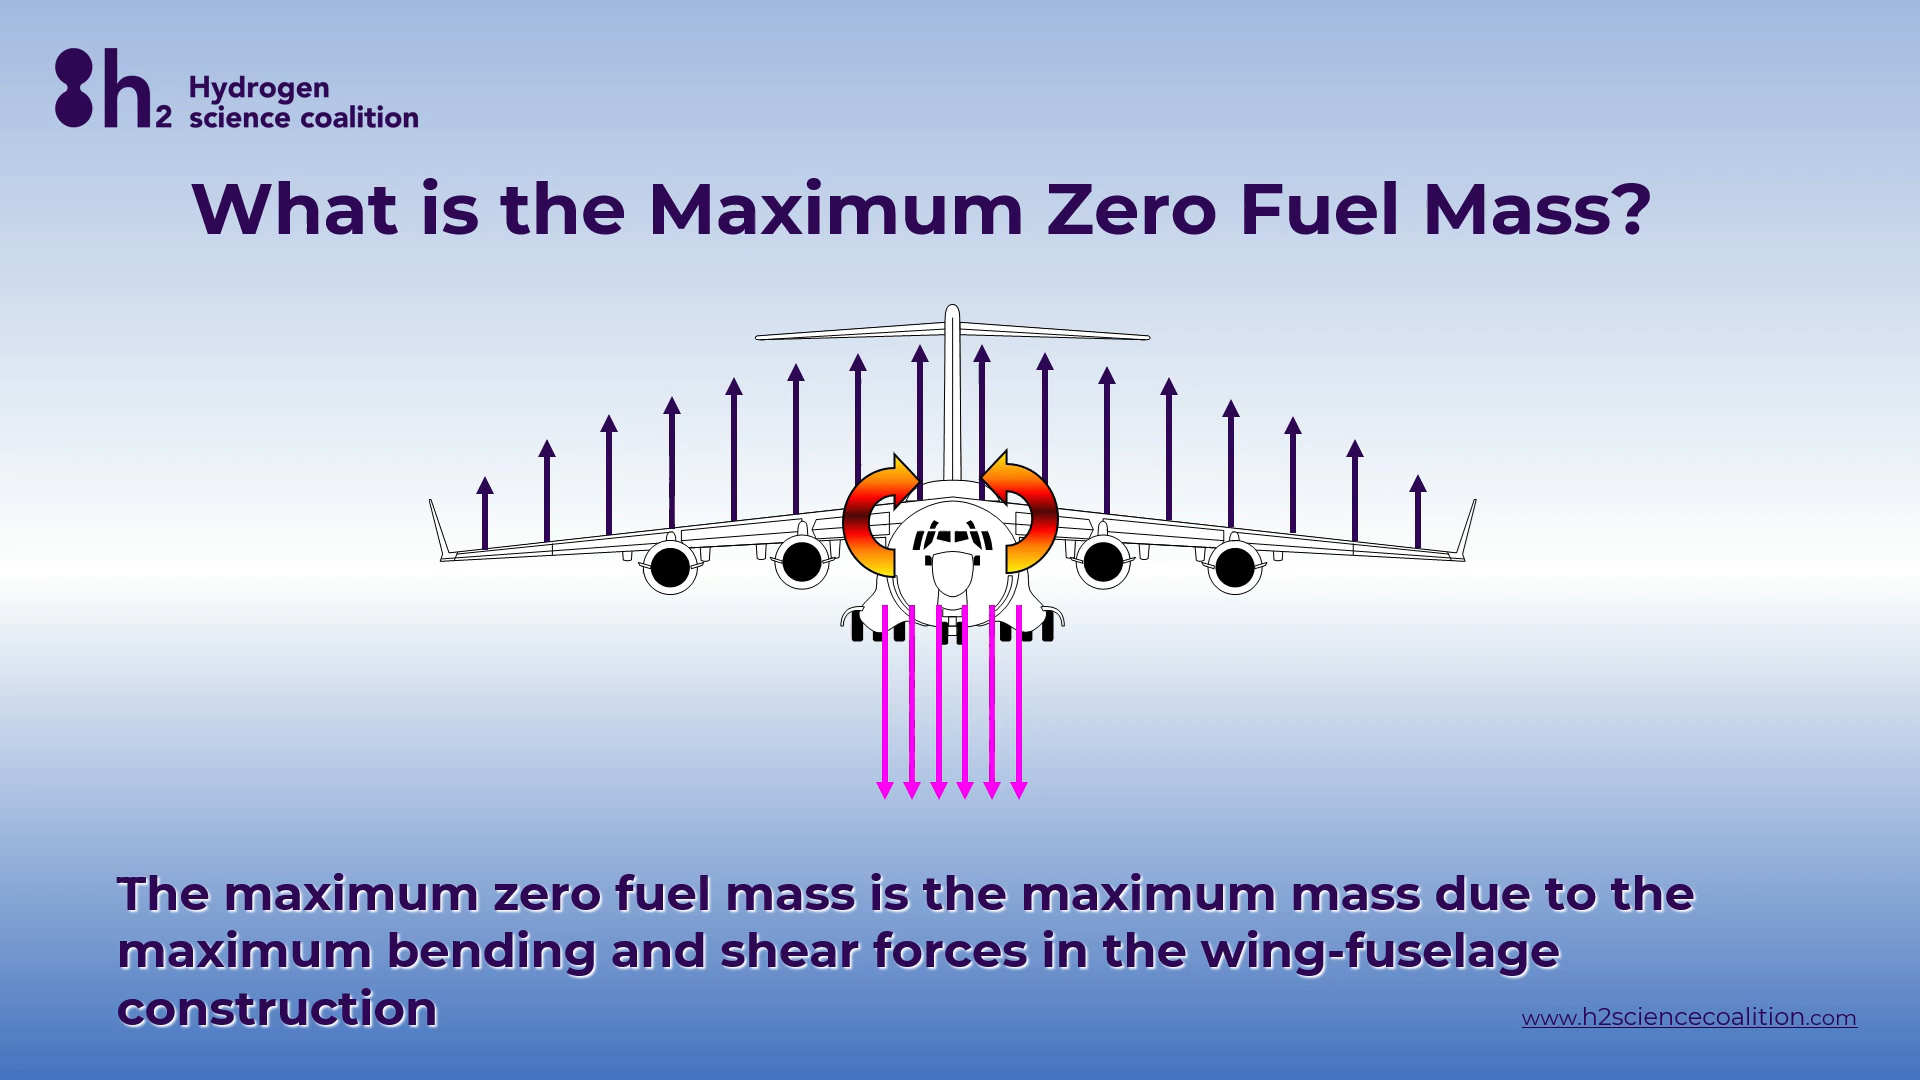 h2 Hydrogen
science coalition
What is the Maximum Zero Fuel Mass?
The maximum zero fuel mass is the maximum mass due to the
maximum bending and shear forces in the wing-fuselage
construction
www.h2sciencecoalition.com